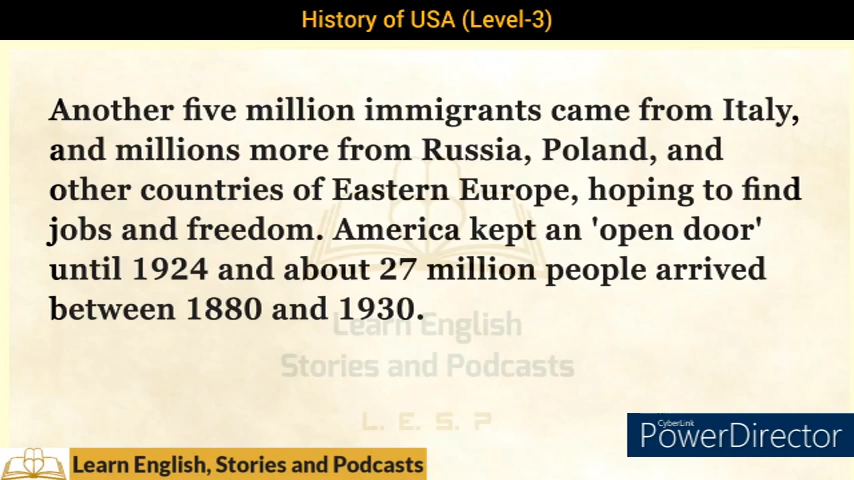 History of USA (Level-3)
Another five million immigrants came from Italy,
and millions more from Russia, Poland, and
other countries of Eastern Europe, hoping to find
jobs and freedom. America kept an 'open door'
until 1924 and about 27 million people arrived
between 1880 and 1930.
Learn English
Stories and Podcasts
L. E. S. P
CyberLink
PowerDirector
Learn English, Stories and Podcasts